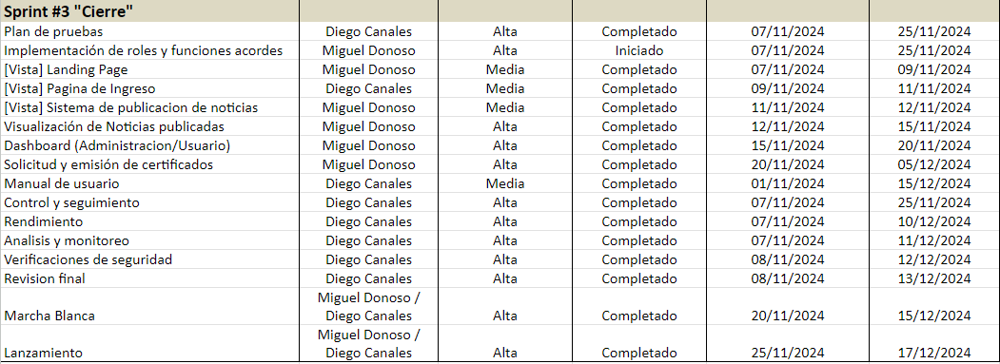 Sprint #3 "Cierre"
Plan de pruebas Diego Canales Alta Completado 07/11/2024 25/11/2024
Implementación de roles y funciones acordes Miguel Donoso Alta Iniciado 07/11/2024 25/11/2024
[Vista] Landing Page Miguel Donoso Media Completado 07/11/2024 09/11/2024
[Vista] Pagina de Ingreso Diego Canales Media Completado 09/11/2024 11/11/2024
[Vista] Sistema de publicacion de noticias Miguel Donoso Media Completado 11/11/2024 12/11/2024
Visualización de Noticias publicadas Miguel Donoso Alta Completado 12/11/2024 15/11/2024
Dashboard (Administracion/Usuario) Miguel Donoso Alta Completado 15/11/2024 20/11/2024
Solicitud y emisión de certificados Miguel Donoso Alta Completado 20/11/2024 05/12/2024
Manual de usuario Diego Canales Media Completado 01/11/2024 15/12/2024
Control y seguimiento Diego Canales Alta Completado 07/11/2024 25/11/2024
Rendimiento Diego Canales Alta Completado 07/11/2024 10/12/2024
Analisis y monitoreo Diego Canales Alta Completado 07/11/2024 11/12/2024
Verificaciones de seguridad Diego Canales Alta Completado 08/11/2024 12/12/2024
Revision final Diego Canales Alta Completado 08/11/2024 13/12/2024
Miguel Donoso /
Marcha Blanca Diego Canales Alta Completado 20/11/2024 15/12/2024
Miguel Donoso /
Lanzamiento Diego Canales Alta Completado 25/11/2024 17/12/2024